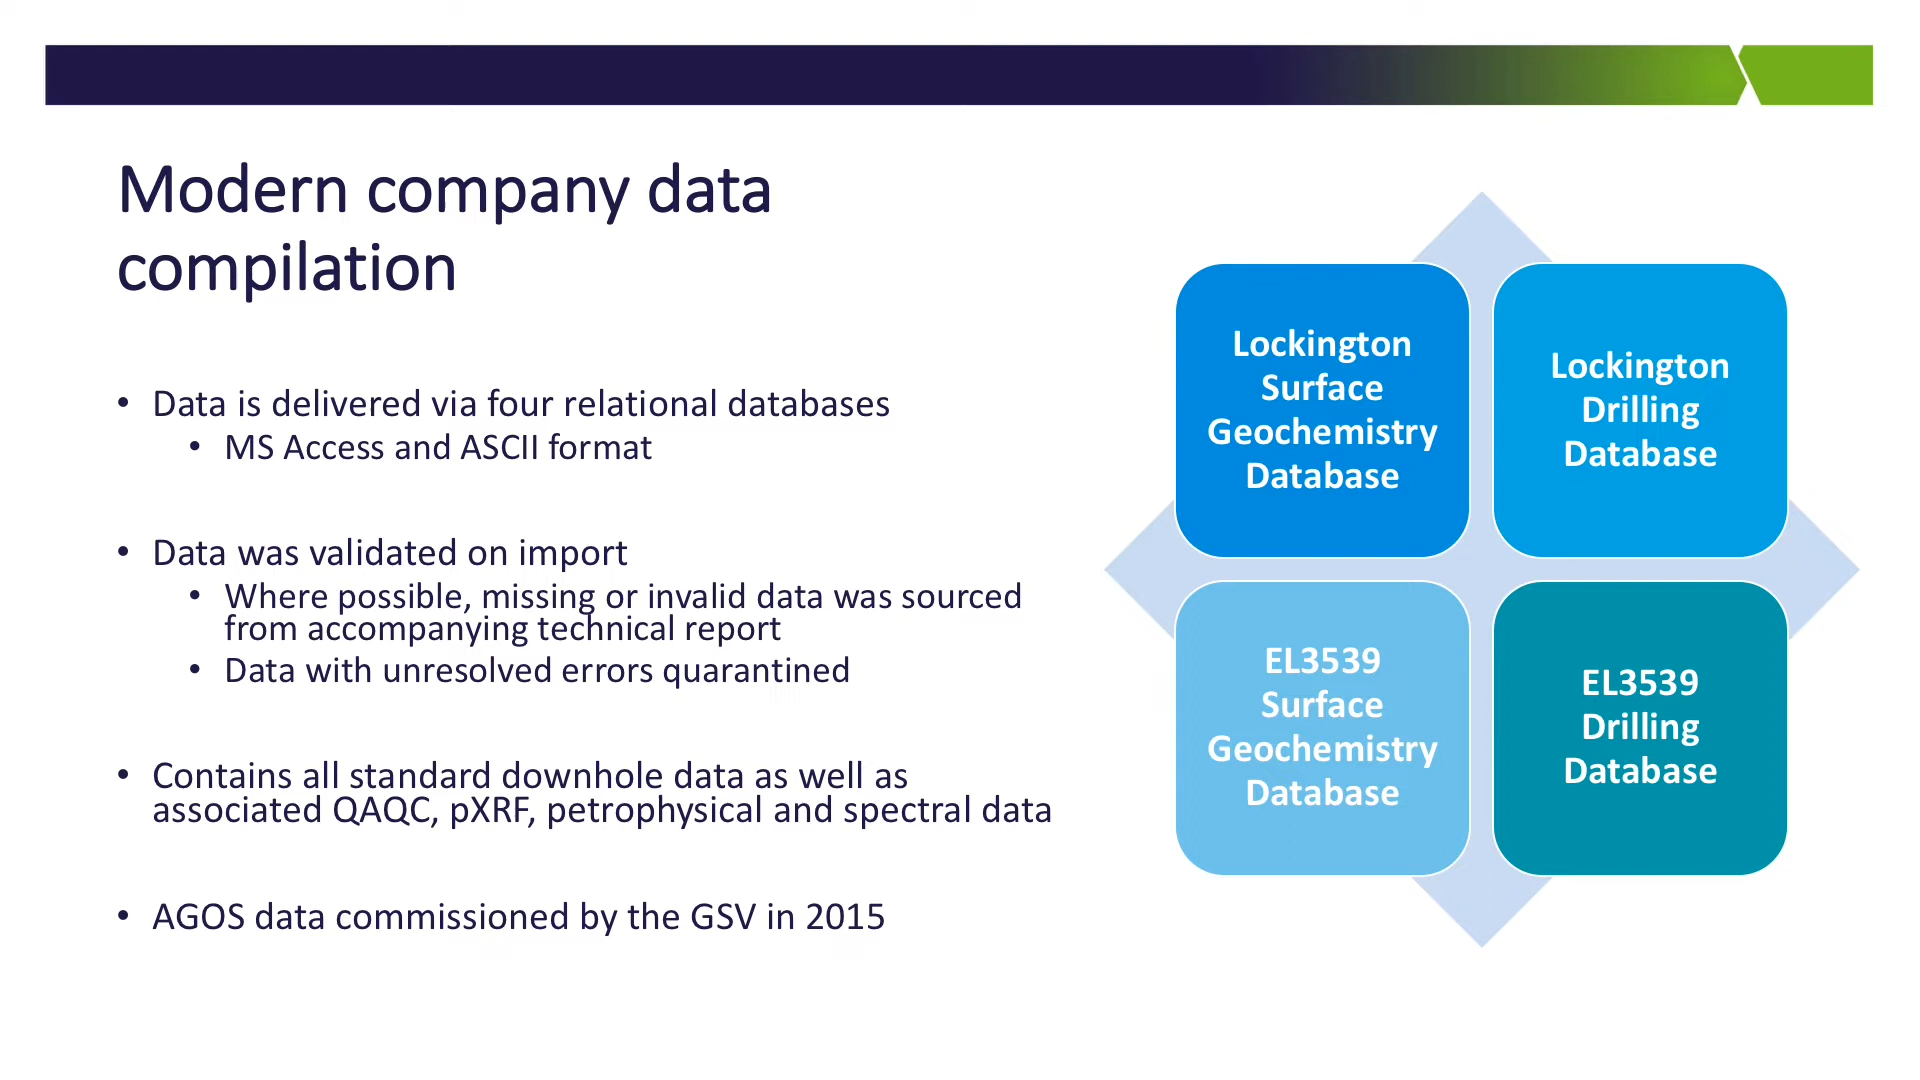 Modern company data
compilation
• Data is delivered via four relational databases
• MS Access and ASCII format
• Data was validated on import
• Where possible, missing or invalid data was sourced
from accompanying technical report
• Data with unresolved errors quarantined
• Contains all standard downhole data as well as
associated QAQC, pXRF, petrophysical and spectral data
• AGOS data commissioned by the GSV in 2015
Lockington
Surface
Geochemistry
Database
Lockington
Drilling
Database
EL3539
Surface
Geochemistry
Database
EL3539
Drilling
Database